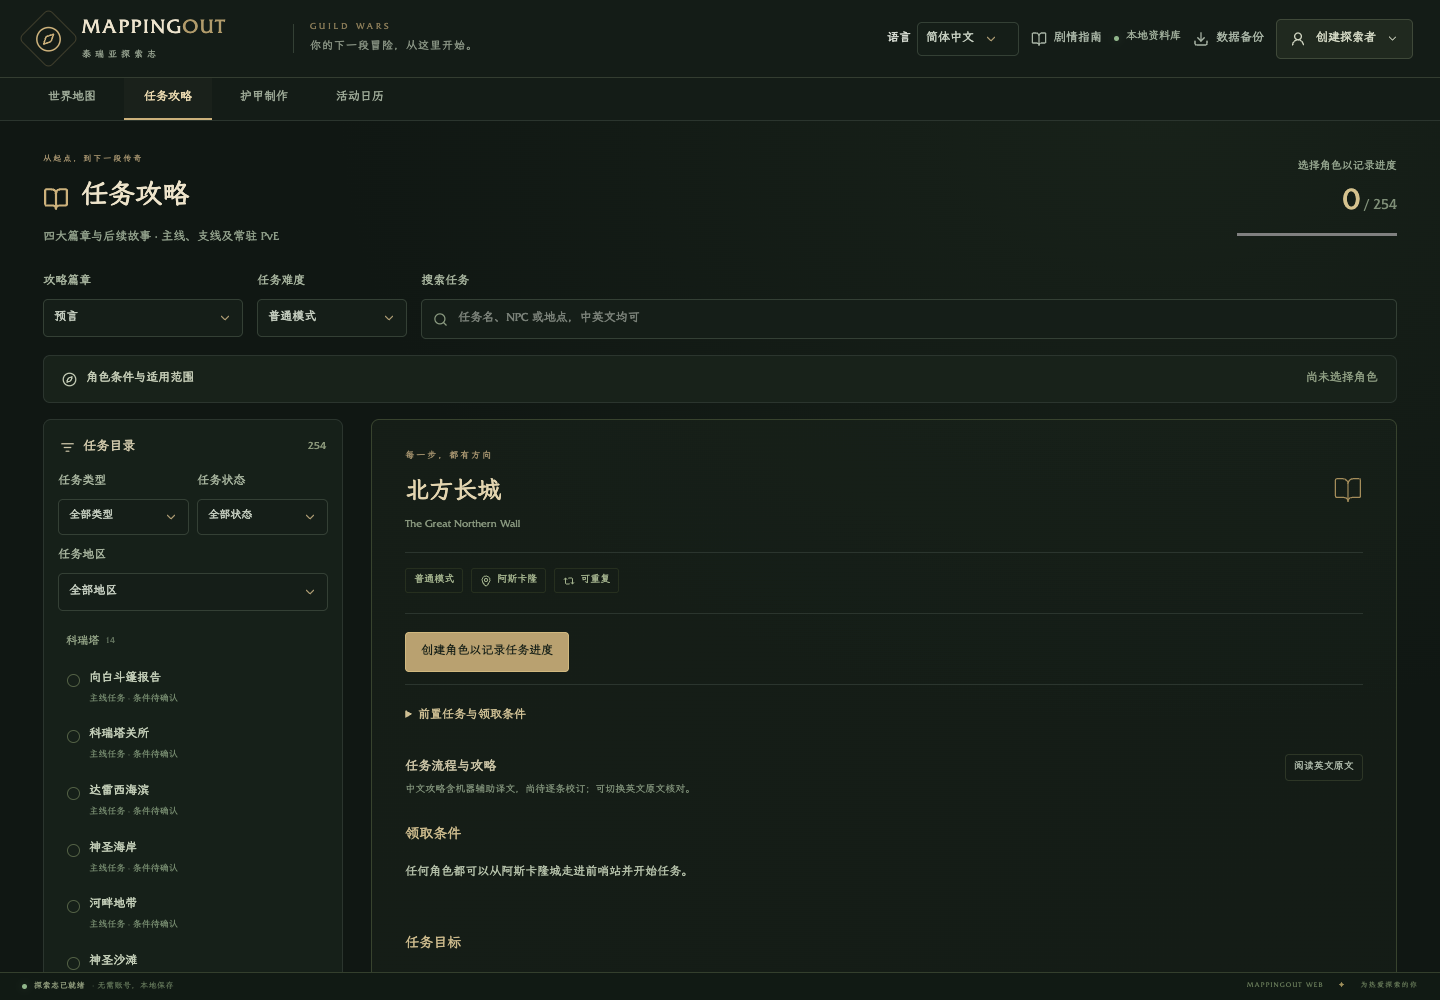 MAPPINGOUT
泰瑞亚探索志
GUILD WARS
你的下一段冒险，从这里开始。
语言
简体中文
剧情指南
本地资料库
数据备份
创建探索者
世界地图
任务攻略
护甲制作
活动日历
从起点，到下一段传奇
任务攻略
四大篇章与后续故事 · 主线、支线及常驻 PvE
选择角色以记录进度
0 / 254
攻略篇章
任务难度
搜索任务
预言
普通模式
任务名、NPC 或地点，中英文均可
角色条件与适用范围
尚未选择角色
任务目录
254
任务类型
任务状态
全部类型
全部状态
任务地区
全部地区
科瑞塔 14
向白斗篷报告
主线任务 · 条件待确认
科瑞塔关所
主线任务 · 条件待确认
达雷西海滨
主线任务 · 条件待确认
神圣海岸
主线任务 · 条件待确认
河畔地带
主线任务 · 条件待确认
神圣沙滩
每一步，都有方向
北方长城
The Great Northern Wall
普通模式
阿斯卡隆
可重复
创建角色以记录任务进度
前置任务与领取条件
任务流程与攻略
阅读英文原文
中文攻略含机器辅助译文，尚待逐条校订；可切换英文原文核对。
领取条件
任何角色都可以从阿斯卡隆城走进前哨站并开始任务。
任务目标
探索志已就绪 · 无需账号，本地保存
MAPPINGOUT WEB
为热爱探索的你